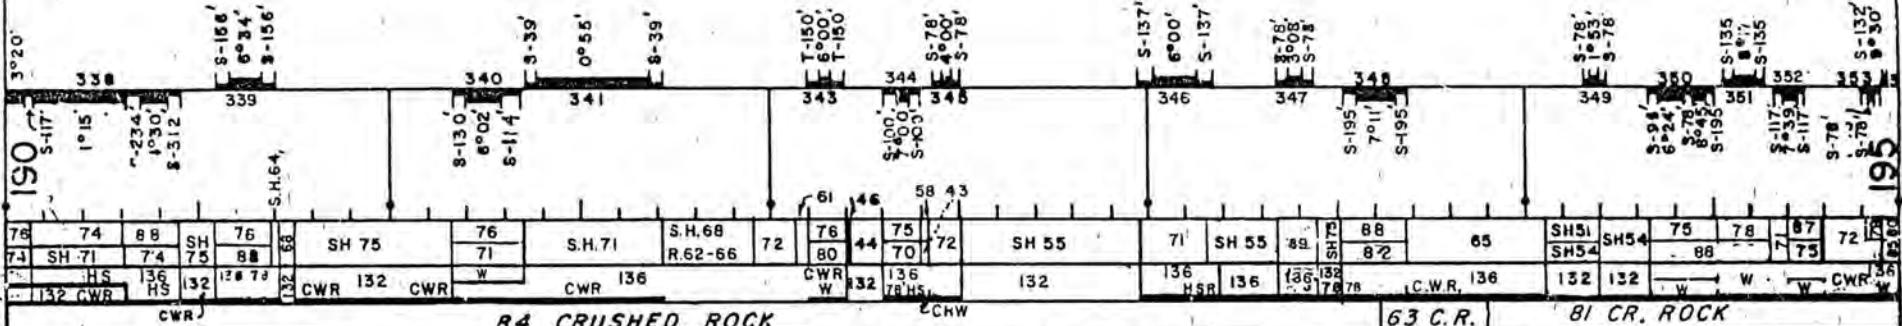 3°20' S-156' 6°34' S-156' S-39' 0°55' S-39' T-150' 6°00' T-150' S-78' 4°00' S-78' S-137' 6°00' S-137' S-78' 3°08' S-78' S-78' 1°53' S-78' S-135 S-135 S-132'
338 340 344 348 350 352 353
339 341 343 345 346 347 349 351
S-117' 1°15' 1°30' S-312 S-130' 6°02' S-114' S-100' S-100' S-195' 7°11' S-195' 6°24' S-78' 8°45' S-195' S-117' 7°39' S-117' S-78' S-78'
190 S.H.64 195
61 46 58 43
76 74 88 SH 76 68 SH 75 76 S.H.71 S.H.68 72 76 44 75 72 SH 55 71 SH 55 89 SH75 88 65 SH51 SH54 75 78 87 72
74 SH 71 74 75 88 71 R.62-66 80 70 82 SH54 88 75
HS 136 132 132 132 W 136 CWR 132 136 132 136 136 132 136 132 132 W CWR 136
132 CWR HS CWR CWR CWR W 78 HS HSR 78 78 C.W.R. W W
CWR 84 CRUSHED ROCK CHW 63 C.R. 81 CR. ROCK